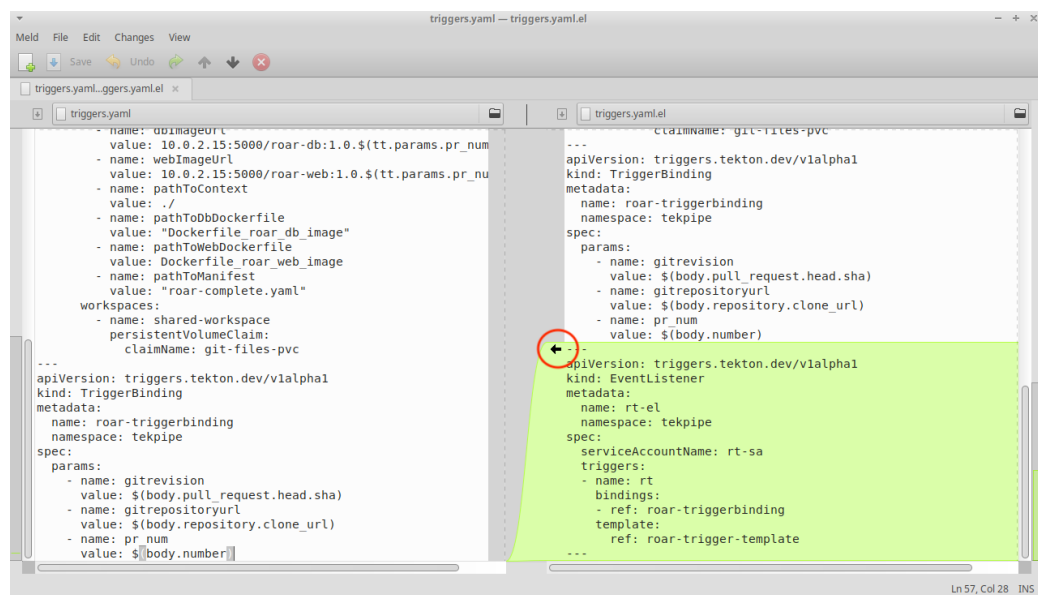 triggers.yaml — triggers.yaml.el
Meld File Edit Changes View
Save Undo
triggers.yaml...ggers.yaml.el ×
triggers.yaml
- name: dbImageUrl
value: 10.0.2.15:5000/roar-db:1.0.$(tt.params.pr_num
- name: webImageUrl
value: 10.0.2.15:5000/roar-web:1.0.$(tt.params.pr_nu
- name: pathToContext
value: ./
- name: pathToDbDockerfile
value: "Dockerfile_roar_db_image"
- name: pathToWebDockerfile
value: Dockerfile_roar_web_image
- name: pathToManifest
value: "roar-complete.yaml"
workspaces:
- name: shared-workspace
persistentVolumeClaim:
claimName: git-files-pvc
---
apiVersion: triggers.tekton.dev/v1alpha1
kind: TriggerBinding
metadata:
name: roar-triggerbinding
namespace: tekpipe
spec:
params:
- name: gitrevision
value: $(body.pull_request.head.sha)
- name: gitrepositoryurl
value: $(body.repository.clone_url)
- name: pr_num
value: $(body.number)
triggers.yaml.el
claimName: git-files-pvc
---
apiVersion: triggers.tekton.dev/v1alpha1
kind: TriggerBinding
metadata:
name: roar-triggerbinding
namespace: tekpipe
spec:
params:
- name: gitrevision
value: $(body.pull_request.head.sha)
- name: gitrepositoryurl
value: $(body.repository.clone_url)
- name: pr_num
value: $(body.number)
---
apiVersion: triggers.tekton.dev/v1alpha1
kind: EventListener
metadata:
name: rt-el
namespace: tekpipe
spec:
serviceAccountName: rt-sa
triggers:
- name: rt
bindings:
- ref: roar-triggerbinding
template:
ref: roar-trigger-template
---
Ln 57, Col 28 INS